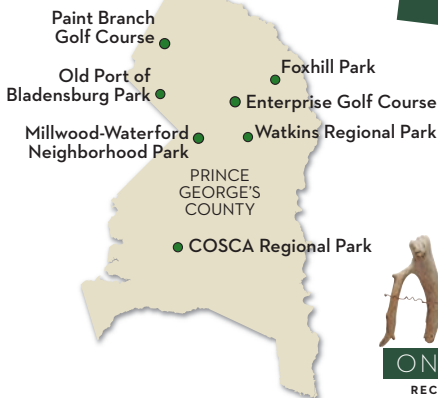 Paint Branch
Golf Course
Foxhill Park
Old Port of
Bladensburg Park
Enterprise Golf Course
Millwood-Waterford
Neighborhood Park
Watkins Regional Park
PRINCE
GEORGE'S
COUNTY
COSCA Regional Park
ON
REC